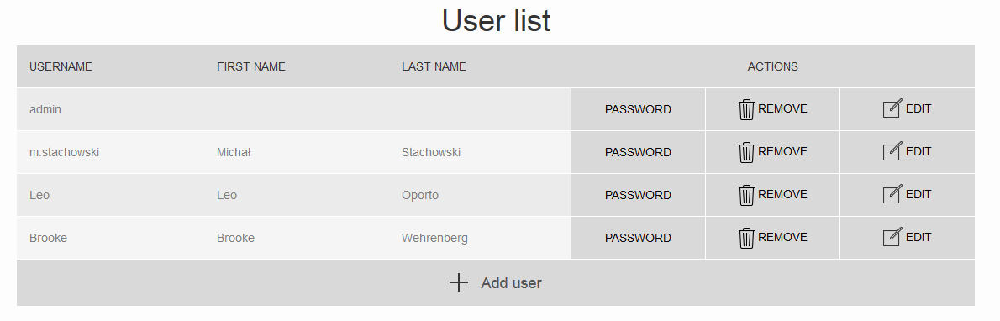 User list
USERNAME FIRST NAME LAST NAME ACTIONS
admin PASSWORD REMOVE EDIT
m.stachowski Michał Stachowski PASSWORD REMOVE EDIT
Leo Leo Oporto PASSWORD REMOVE EDIT
Brooke Brooke Wehrenberg PASSWORD REMOVE EDIT
Add user